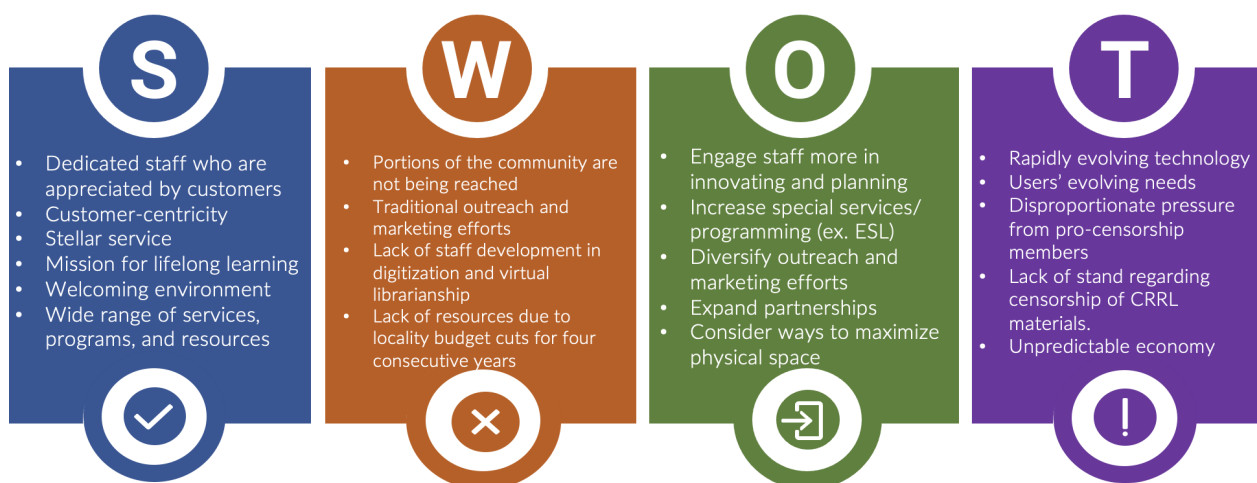 S
• Dedicated staff who are
appreciated by customers
• Customer-centricity
• Stellar service
• Mission for lifelong learning
• Welcoming environment
• Wide range of services,
programs, and resources
W
• Portions of the community are
not being reached
• Traditional outreach and
marketing efforts
• Lack of staff development in
digitization and virtual
librarianship
• Lack of resources due to
locality budget cuts for four
consecutive years
O
• Engage staff more in
innovating and planning
• Increase special services/
programming (ex. ESL)
• Diversify outreach and
marketing efforts
• Expand partnerships
• Consider ways to maximize
physical space
T
• Rapidly evolving technology
• Users’ evolving needs
• Disproportionate pressure
from pro-censorship
members
• Lack of stand regarding
censorship of CRRL
materials.
• Unpredictable economy